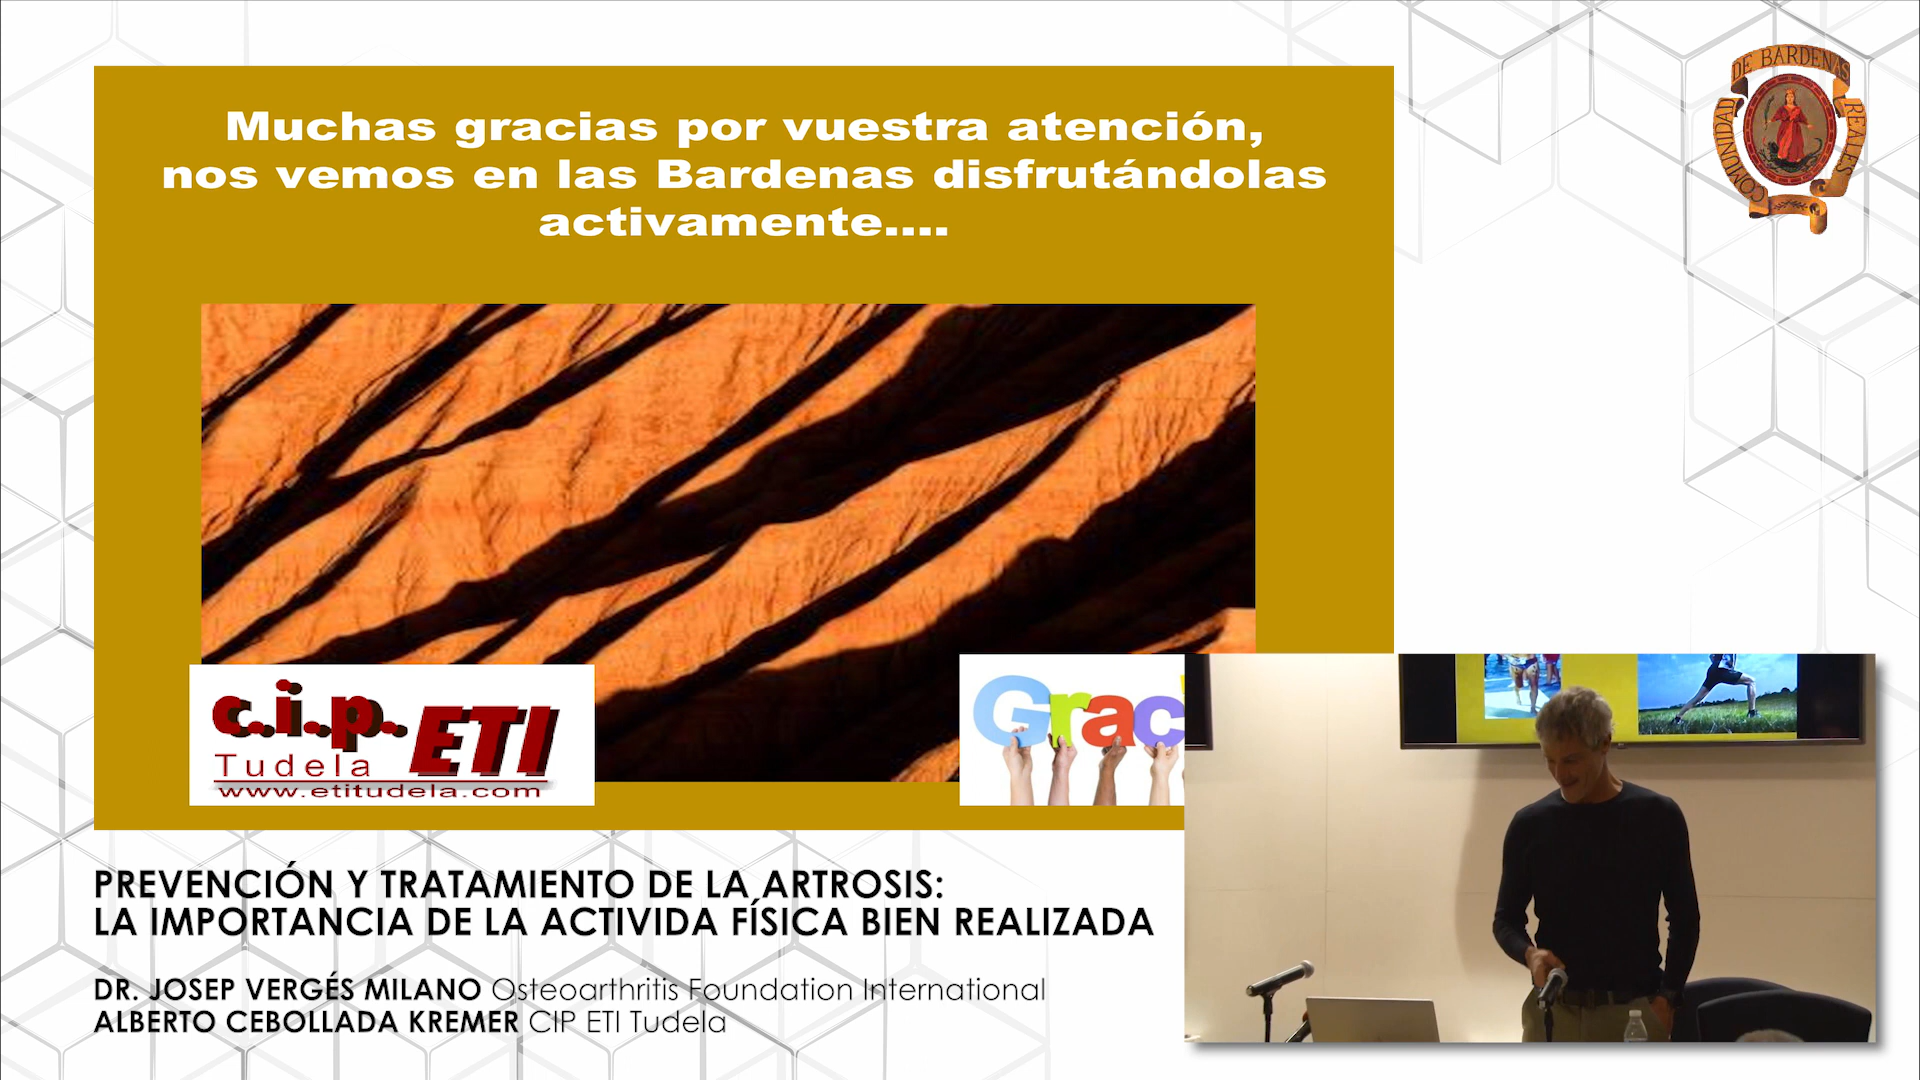 Muchas gracias por vuestra atención,
nos vemos en las Bardenas disfrutándolas
activamente....
COMUNIDAD DE BARDENAS REALES
c.i.p. ETI
Tudela
www.etitudela.com
Grac
PREVENCIÓN Y TRATAMIENTO DE LA ARTROSIS:
LA IMPORTANCIA DE LA ACTIVIDA FÍSICA BIEN REALIZADA
DR. JOSEP VERGÉS MILANO Osteoarthritis Foundation International
ALBERTO CEBOLLADA KREMER CIP ETI Tudela